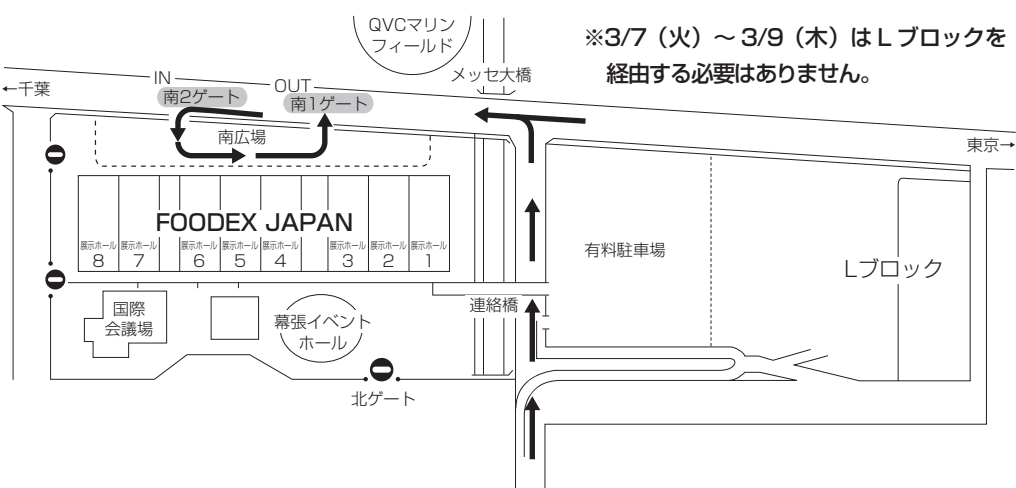 QVCマリン
フィールド
※3/7（火）～3/9（木）は L ブロックを
経由する必要はありません。
メッセ大橋
←千葉
IN
OUT
南2ゲート
南1ゲート
南広場
東京→
FOODEX JAPAN
展示ホール
8
展示ホール
7
展示ホール
6
展示ホール
5
展示ホール
4
展示ホール
3
展示ホール
2
展示ホール
1
有料駐車場
Lブロック
国際
会議場
幕張イベント
ホール
連絡橋
北ゲート